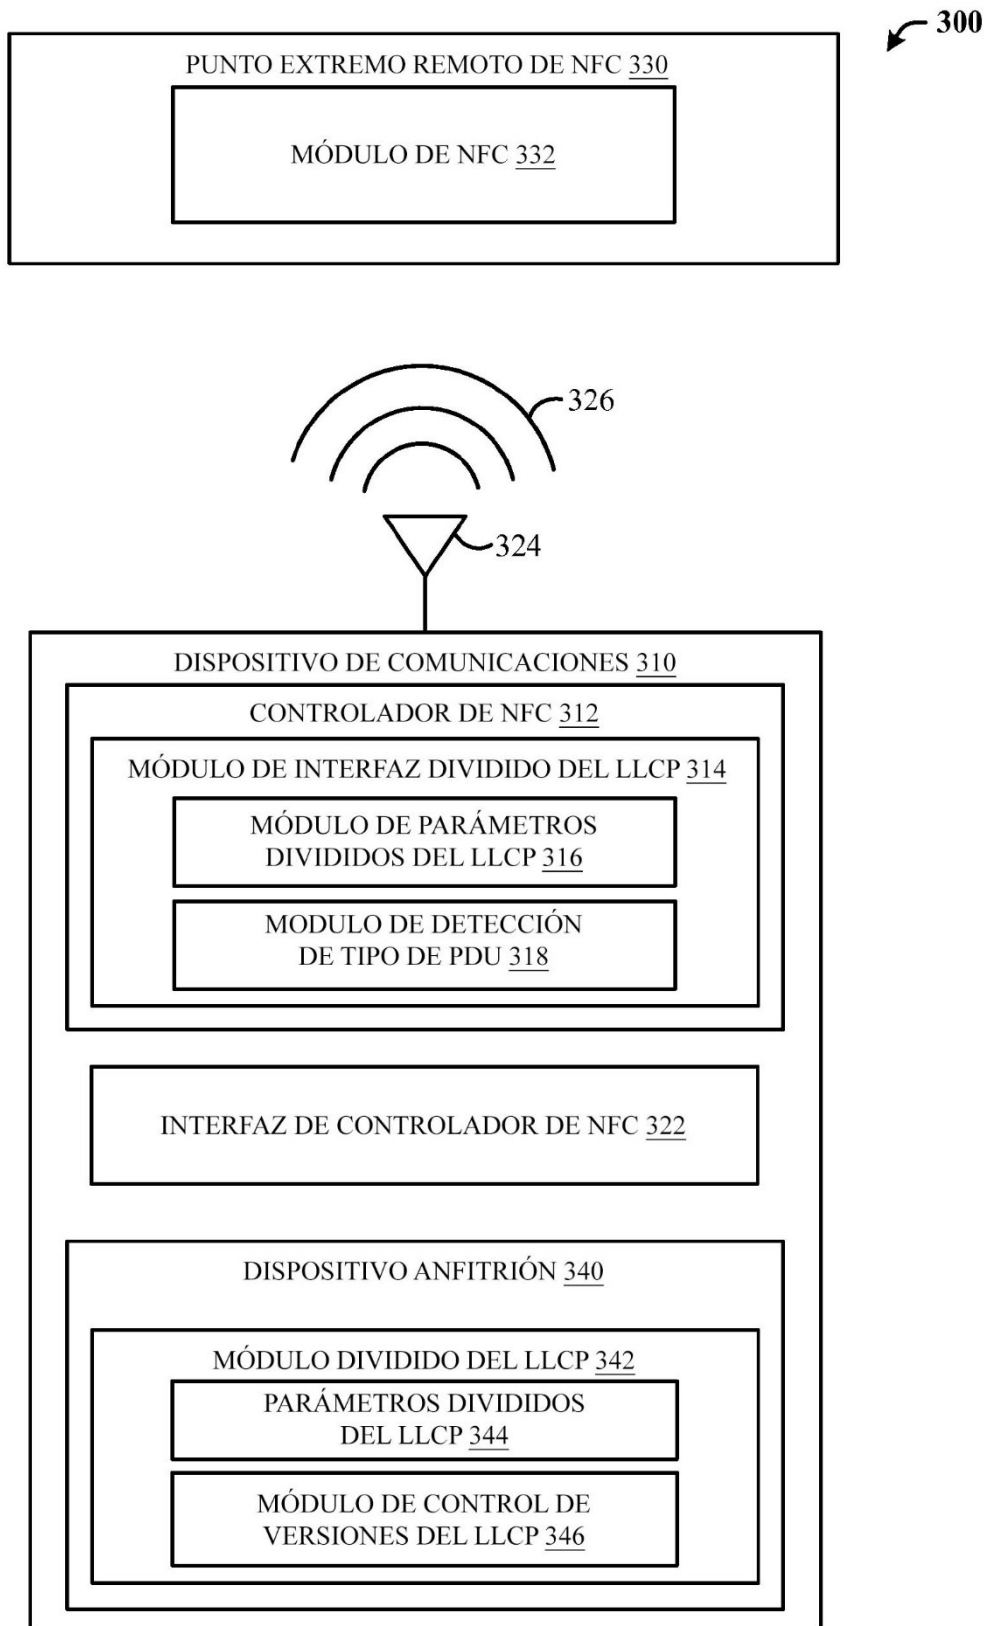 300
PUNTO EXTREMO REMOTO DE NFC 330
MÓDULO DE NFC 332
326
324
DISPOSITIVO DE COMUNICACIONES 310
CONTROLADOR DE NFC 312
MÓDULO DE INTERFAZ DIVIDIDO DEL LLCP 314
MÓDULO DE PARÁMETROS
DIVIDIDOS DEL LLCP 316
MODULO DE DETECCIÓN
DE TIPO DE PDU 318
INTERFAZ DE CONTROLADOR DE NFC 322
DISPOSITIVO ANFITRIÓN 340
MÓDULO DIVIDIDO DEL LLCP 342
PARÁMETROS DIVIDIDOS
DEL LLCP 344
MÓDULO DE CONTROL DE
VERSIONES DEL LLCP 346